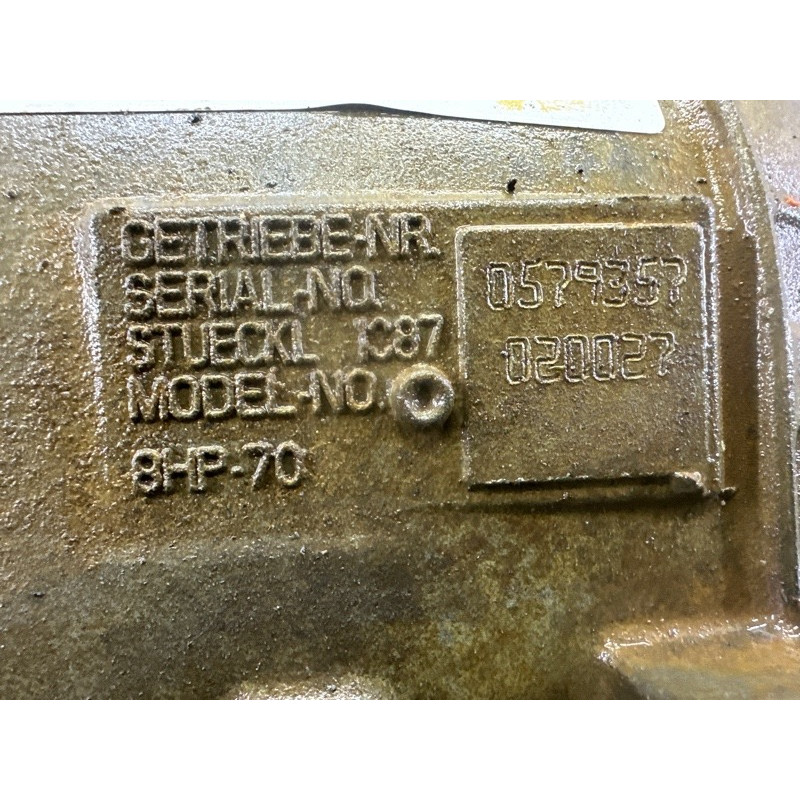 GETRIEBE-NR.
SERIAL-NO. 0579357
STUECKL 1C87
MODEL-NO. 020027
8HP-70